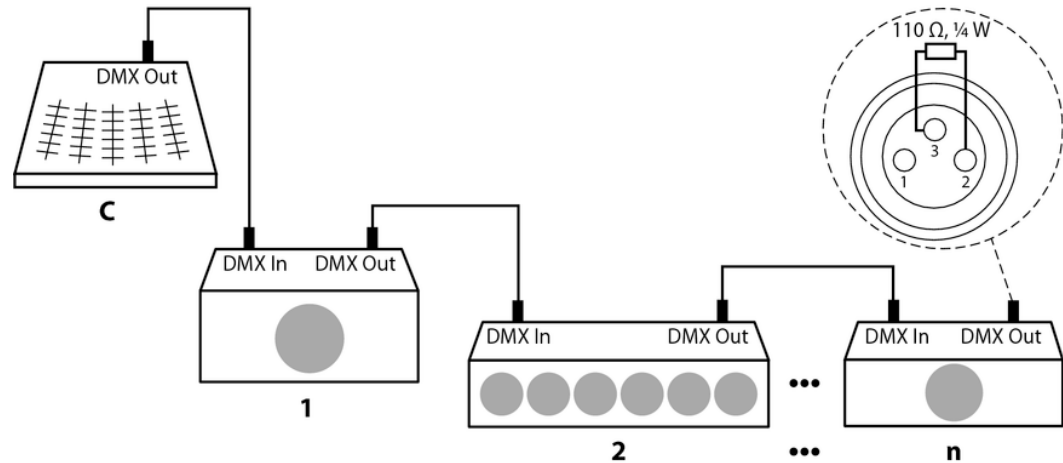 110 Ω, ¼ W
DMX Out
3
1
2
C
DMX In
DMX Out
1
DMX In
DMX Out
DMX In
DMX Out
•••
2
•••
n